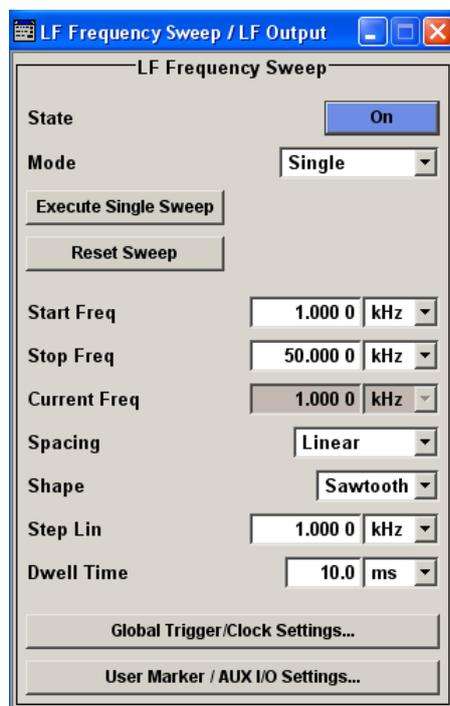 LF Frequency Sweep / LF Output
LF Frequency Sweep
State On
Mode Single
Execute Single Sweep
Reset Sweep
Start Freq 1.000 0 kHz
Stop Freq 50.000 0 kHz
Current Freq 1.000 0 kHz
Spacing Linear
Shape Sawtooth
Step Lin 1.000 0 kHz
Dwell Time 10.0 ms
Global Trigger/Clock Settings...
User Marker / AUX I/O Settings...